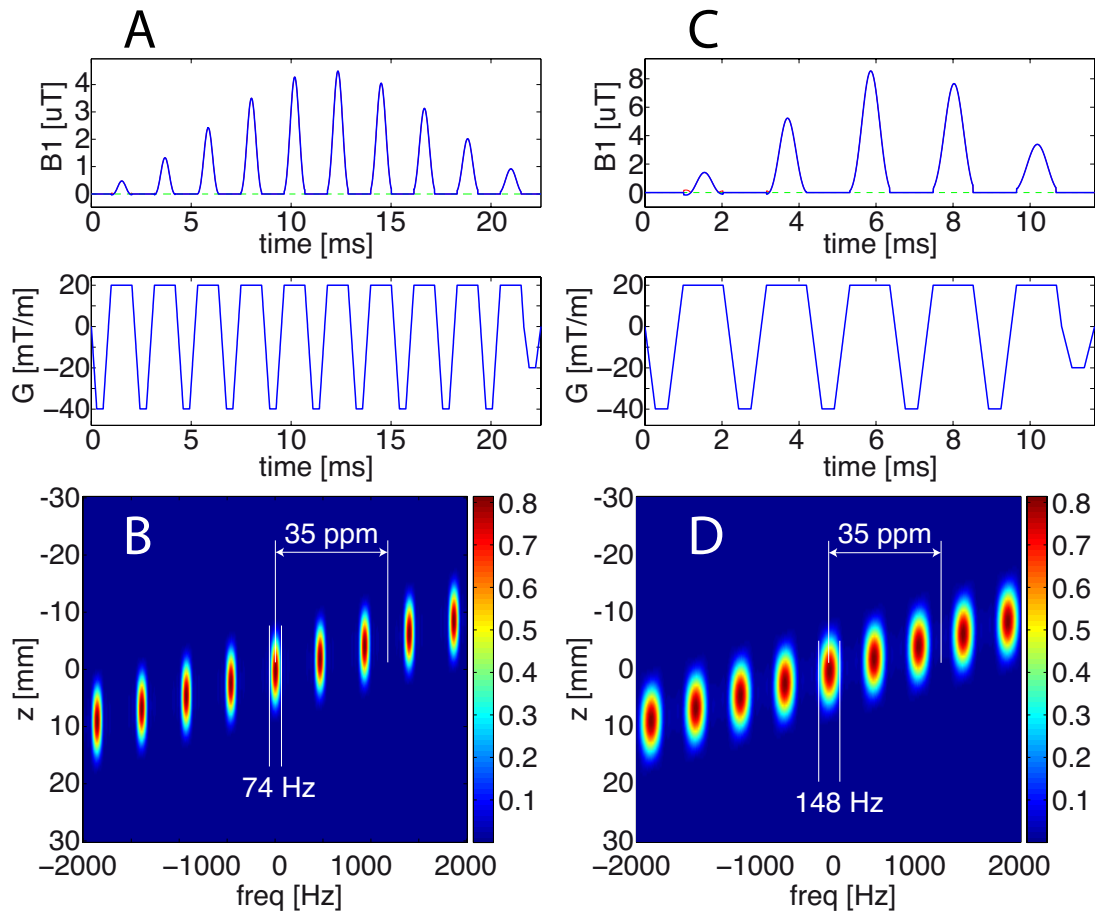 A
B1 [uT]
4
3
2
1
0
0 5 10 15 20
time [ms]
C
B1 [uT]
8
6
4
2
0
0 2 4 6 8 10
time [ms]
G [mT/m]
20
0
−20
−40
0 5 10 15 20
time [ms]
G [mT/m]
20
0
−20
−40
0 2 4 6 8 10
time [ms]
B
35 ppm
74 Hz
z [mm]
-30
-20
-10
0
10
20
30
−2000 −1000 0 1000 2000
freq [Hz]
0.8
0.7
0.6
0.5
0.4
0.3
0.2
0.1
D
35 ppm
148 Hz
z [mm]
-30
-20
-10
0
10
20
30
−2000 −1000 0 1000 2000
freq [Hz]
0.8
0.7
0.6
0.5
0.4
0.3
0.2
0.1